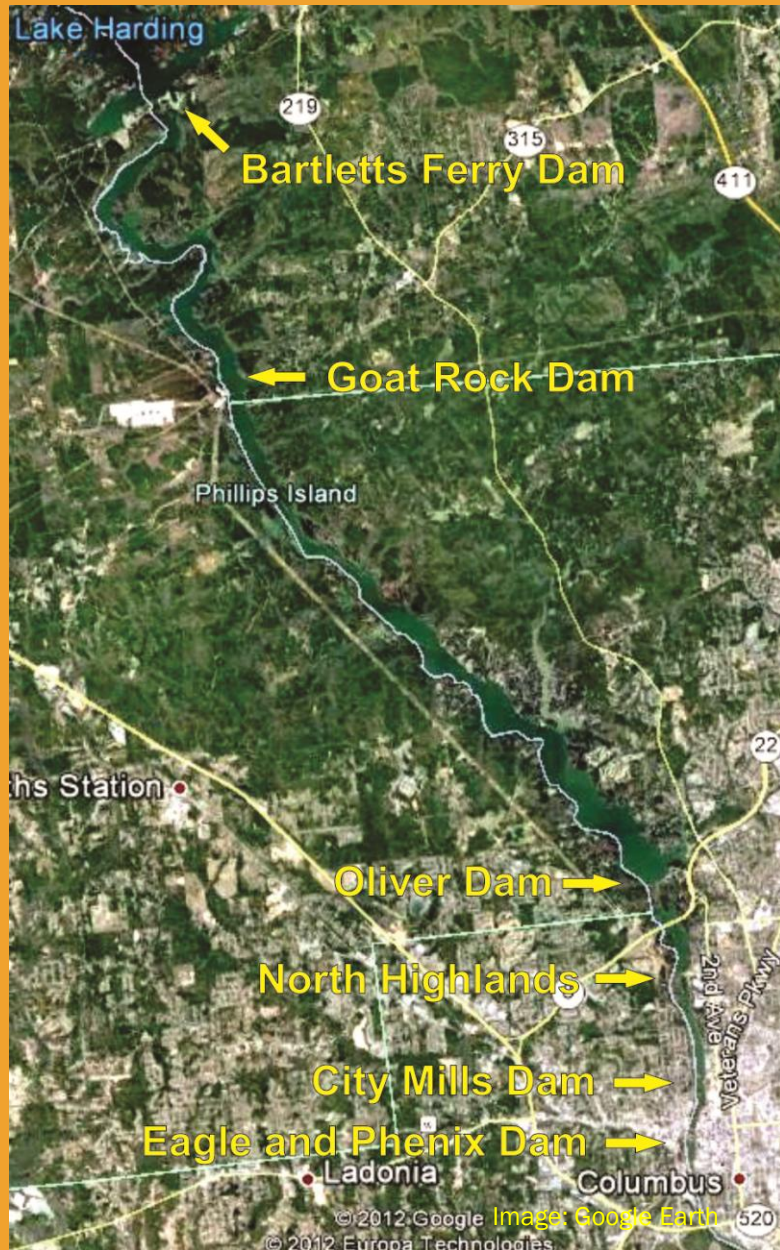 Lake Harding
219
315
Bartletts Ferry Dam
411
Goat Rock Dam
Phillips Island
22
ths Station
Oliver Dam
North Highlands
2nd Ave
Veterans Pkwy
City Mills Dam
Eagle and Phenix Dam
Ladonia
Columbus
© 2012 Google
Image: Google Earth
520
© 2012 Europa Technologies